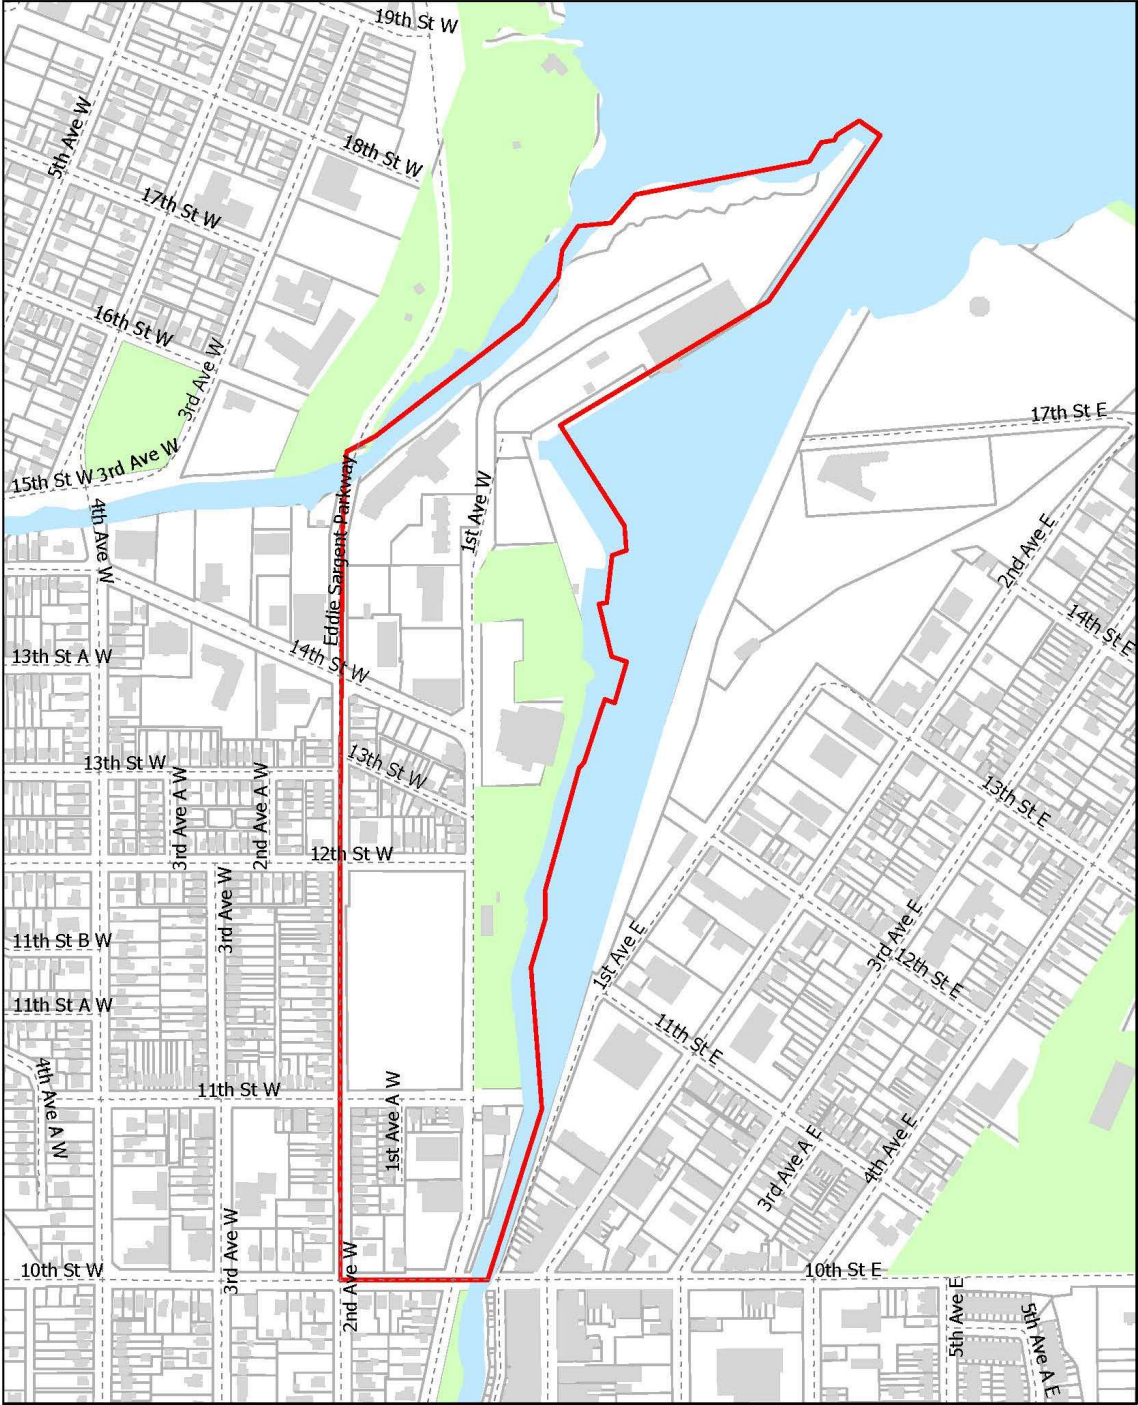 19th St W
5th Ave W
18th St W
17th St W
16th St W
3rd Ave W
17th St E
3rd Ave W
15th St W
4th Ave W
1st Ave W
Eddie Sargent Parkway
2nd Ave E
14th St E
13th St A W
14th St W
13th St W
13th St W
13th St E
3rd Ave A W
2nd Ave A W
12th St W
3rd Ave W
11th St B W
1st Ave E
3rd Ave E
12th St E
11th St A W
11th St E
4th Ave A W
11th St W
1st Ave A W
3rd Ave A E
4th Ave E
3rd Ave W
10th St W
2nd Ave W
10th St E
5th Ave E
5th Ave A E